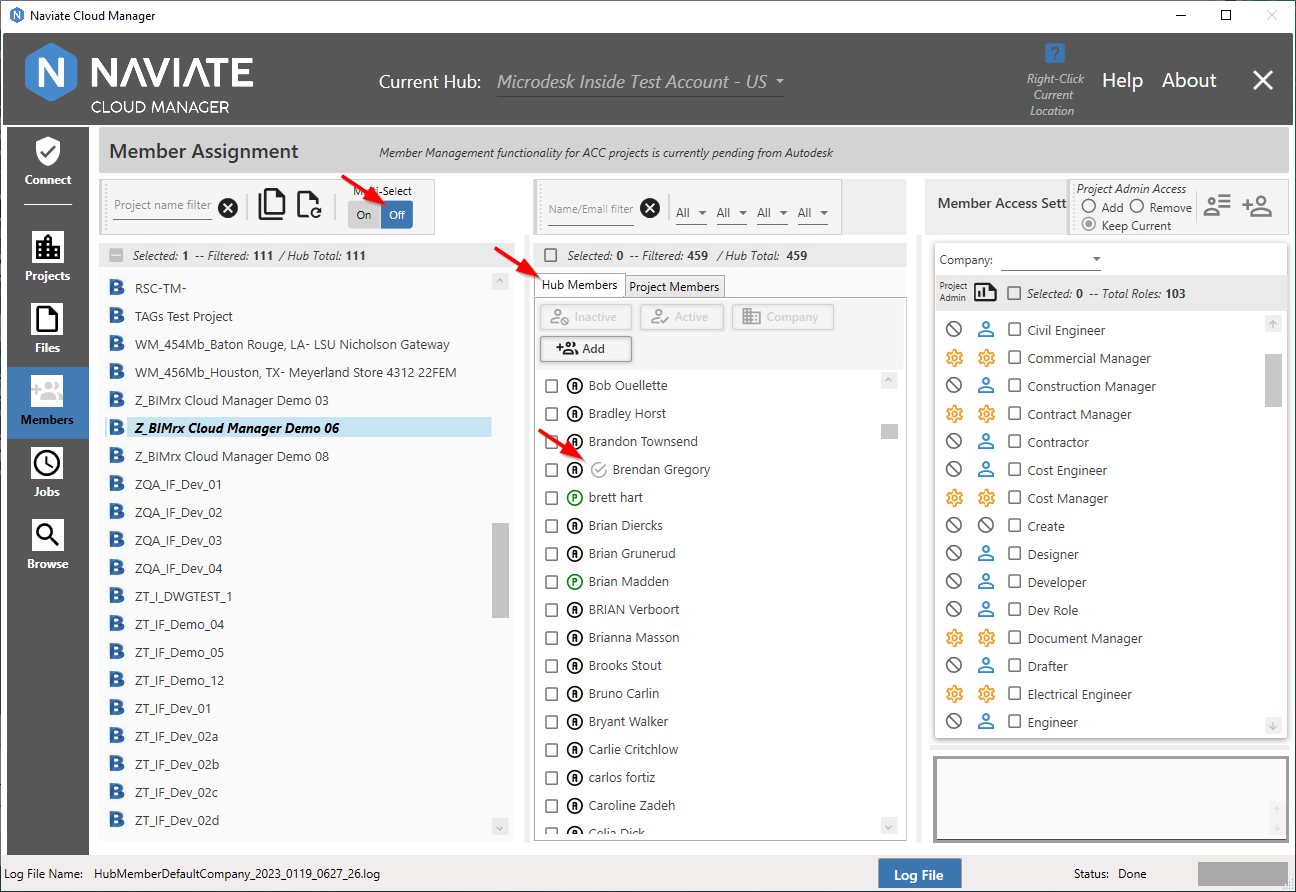 Naviate Cloud Manager
NAVIATE
CLOUD MANAGER
Current Hub: Microdesk Inside Test Account - US
?
Right-Click
Current
Location
Help About
Connect
Projects
Files
Members
Jobs
Browse
Member Assignment
Member Management functionality for ACC projects is currently pending from Autodesk
Project name filter
Multi-Select
On Off
Selected: 1 -- Filtered: 111 / Hub Total: 111
RSC-TM-
TAGs Test Project
WM_454Mb_Baton Rouge, LA- LSU Nicholson Gateway
WM_456Mb_Houston, TX- Meyerland Store 4312 22FEM
Z_BIMrx Cloud Manager Demo 03
Z_BIMrx Cloud Manager Demo 06
Z_BIMrx Cloud Manager Demo 08
ZQA_IF_Dev_01
ZQA_IF_Dev_02
ZQA_IF_Dev_03
ZQA_IF_Dev_04
ZT_I_DWGTEST_1
ZT_IF_Demo_04
ZT_IF_Demo_05
ZT_IF_Demo_12
ZT_IF_Dev_01
ZT_IF_Dev_02a
ZT_IF_Dev_02b
ZT_IF_Dev_02c
ZT_IF_Dev_02d
Name/Email filter
All All All All
Selected: 0 -- Filtered: 459 / Hub Total: 459
Hub Members Project Members
Inactive Active Company
Add
Bob Ouellette
Bradley Horst
Brandon Townsend
Brendan Gregory
brett hart
Brian Diercks
Brian Grunerud
Brian Madden
BRIAN Verboort
Brianna Masson
Brooks Stout
Bruno Carlin
Bryant Walker
Carlie Critchlow
carlos fortiz
Caroline Zadeh
Celia Dick
Member Access Sett
Project Admin Access
Add Remove
Keep Current
Company:
Project
Admin
Selected: 0 -- Total Roles: 103
Civil Engineer
Commercial Manager
Construction Manager
Contract Manager
Contractor
Cost Engineer
Cost Manager
Create
Designer
Developer
Dev Role
Document Manager
Drafter
Electrical Engineer
Engineer
Log File Name: HubMemberDefaultCompany_2023_0119_0627_26.log
Log File
Status: Done